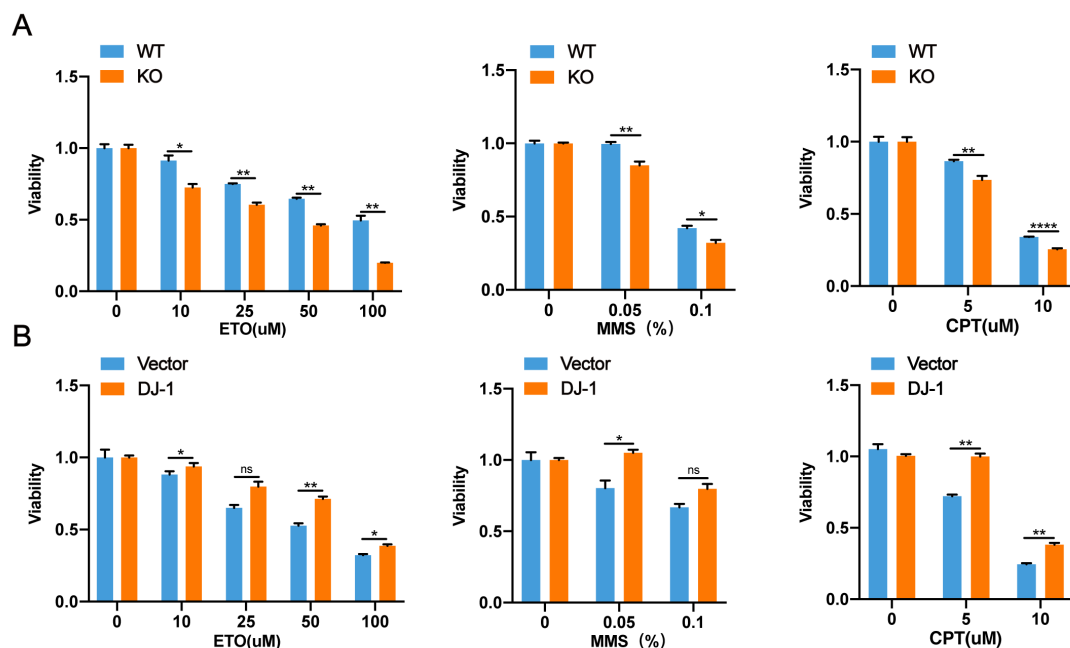 A
WT
KO
1.5
1.0
0.5
0.0
Viability
*
**
**
**
0
10
25
50
100
ETO(uM)
WT
KO
1.5
1.0
0.5
0.0
Viability
**
*
0
0.05
0.1
MMS (%)
WT
KO
1.5
1.0
0.5
0.0
Viability
**
****
0
5
10
CPT(uM)
B
Vector
DJ-1
1.5
1.0
0.5
0.0
Viability
*
ns
**
*
0
10
25
50
100
ETO(uM)
Vector
DJ-1
1.5
1.0
0.5
0.0
Viability
*
ns
0
0.05
0.1
MMS (%)
Vector
DJ-1
1.5
1.0
0.5
0.0
Viability
**
**
0
5
10
CPT(uM)